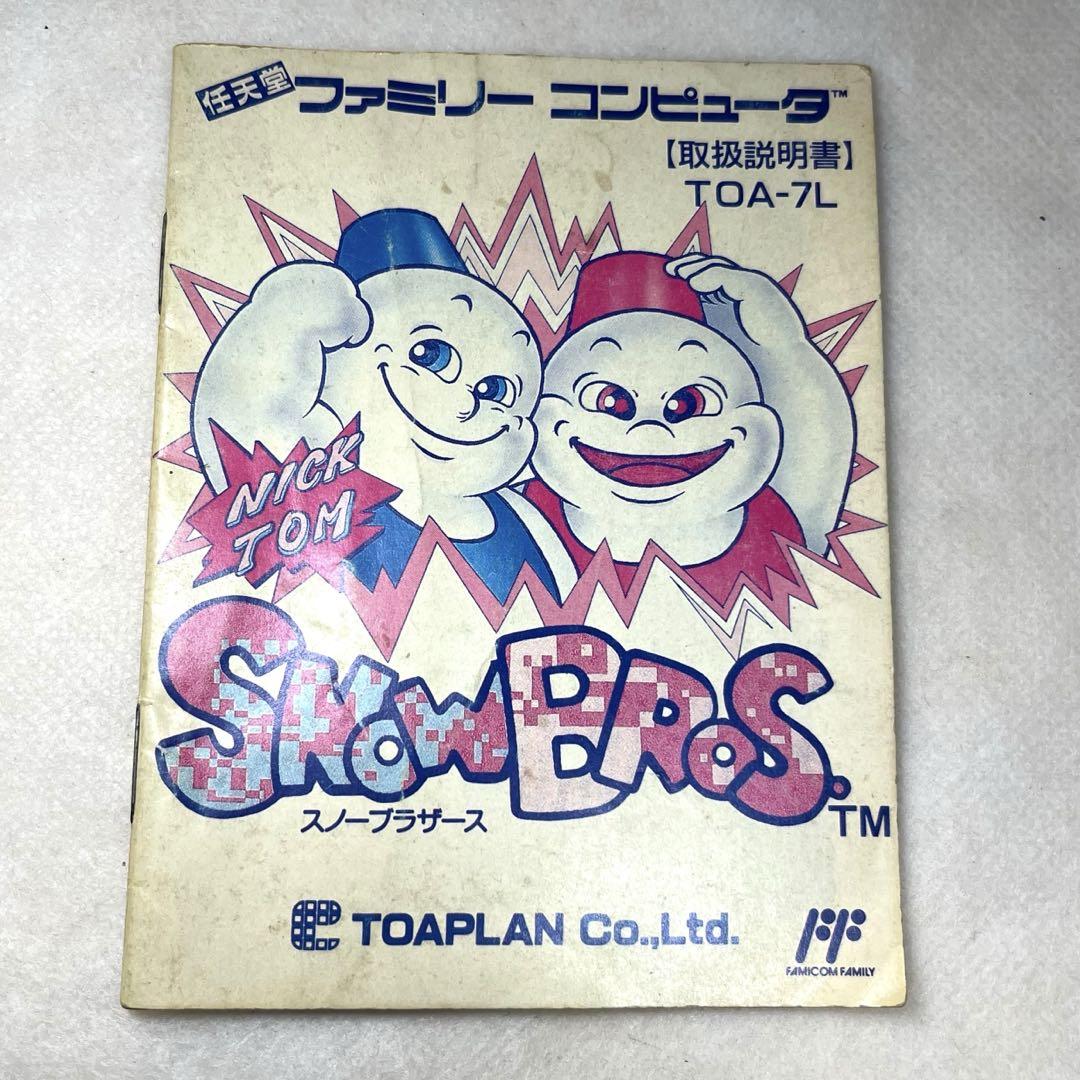 任天堂 ファミリー コンピュータ™
【取扱説明書】
TOA-7L
NICK
TOM
SNOW BROS.
TM
スノーブラザース
TOAPLAN Co.,Ltd.
FAMICOM FAMILY